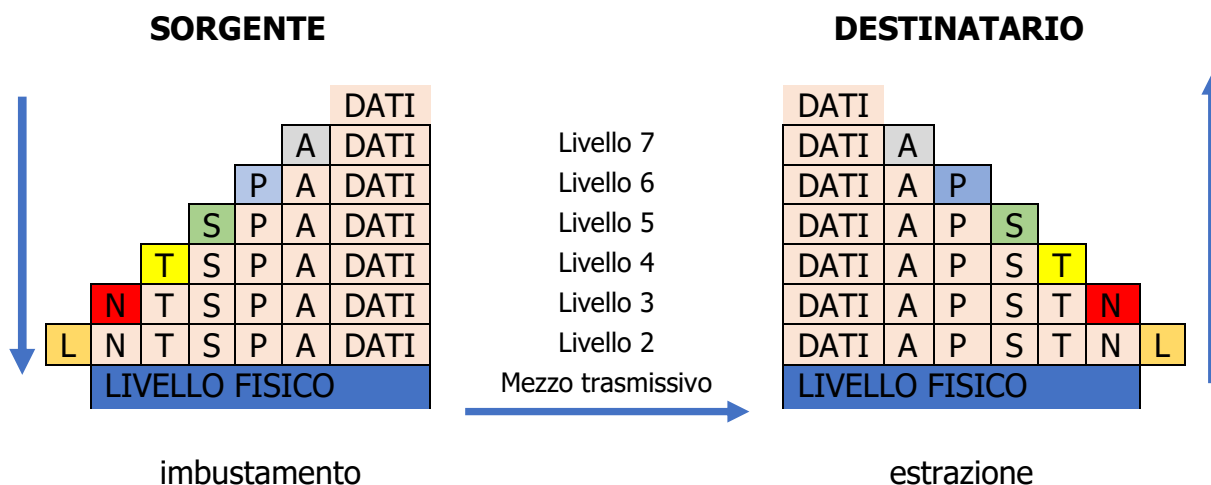 SORGENTE DESTINATARIO
DATI DATI
A DATI Livello 7 DATI A
P A DATI Livello 6 DATI A P
S P A DATI Livello 5 DATI A P S
T S P A DATI Livello 4 DATI A P S T
N T S P A DATI Livello 3 DATI A P S T N
L N T S P A DATI Livello 2 DATI A P S T N L
LIVELLO FISICO Mezzo trasmissivo LIVELLO FISICO
imbustamento estrazione